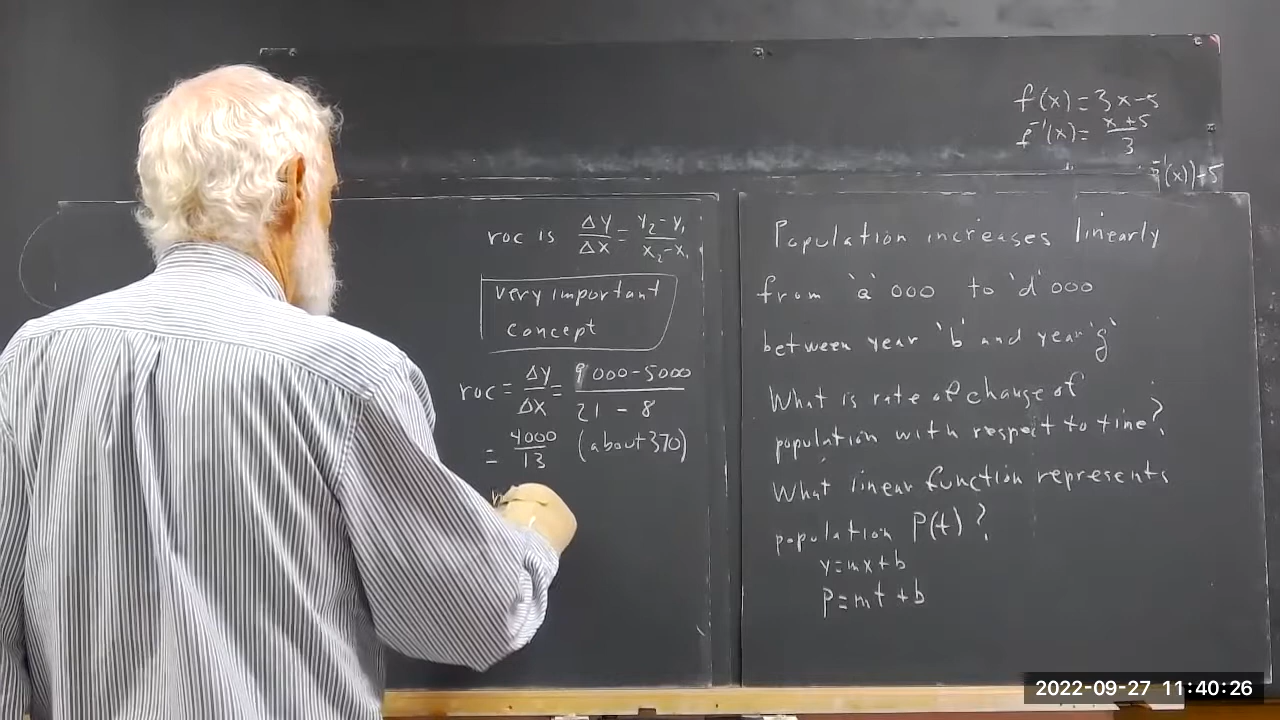 f(x) = 3x-5
f⁻¹(x) = x+5 / 3
⁻¹(x))+5
roc is ΔY/ΔX = Y₂-Y₁ / X₂-X₁
very important
concept
roc = ΔY/ΔX = 9000-5000 / 21 - 8
= 4000/13 (about 370)
Population increases linearly
from 'a' 000 to 'd' 000
between year 'b' and year 'g'
What is rate of change of
population with respect to time?
What linear function represents
population P(t)?
y=mx+b
P=mt+b
2022-09-27 11:40:26